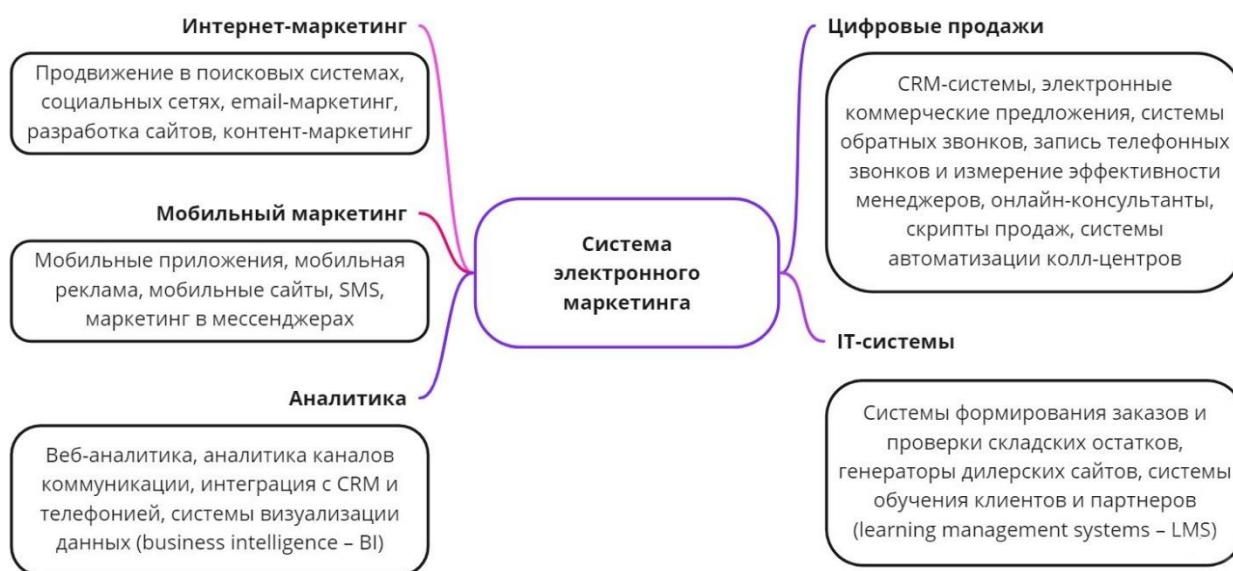 Интернет-маркетинг
Продвижение в поисковых системах,
социальных сетях, email-маркетинг,
разработка сайтов, контент-маркетинг
Мобильный маркетинг
Мобильные приложения, мобильная
реклама, мобильные сайты, SMS,
маркетинг в мессенджерах
Аналитика
Веб-аналитика, аналитика каналов
коммуникации, интеграция с CRM и
телефонией, системы визуализации
данных (business intelligence – BI)
Система
электронного
маркетинга
Цифровые продажи
CRM-системы, электронные
коммерческие предложения, системы
обратных звонков, запись телефонных
звонков и измерение эффективности
менеджеров, онлайн-консультанты,
скрипты продаж, системы
автоматизации колл-центров
IT-системы
Системы формирования заказов и
проверки складских остатков,
генераторы дилерских сайтов, системы
обучения клиентов и партнеров
(learning management systems – LMS)